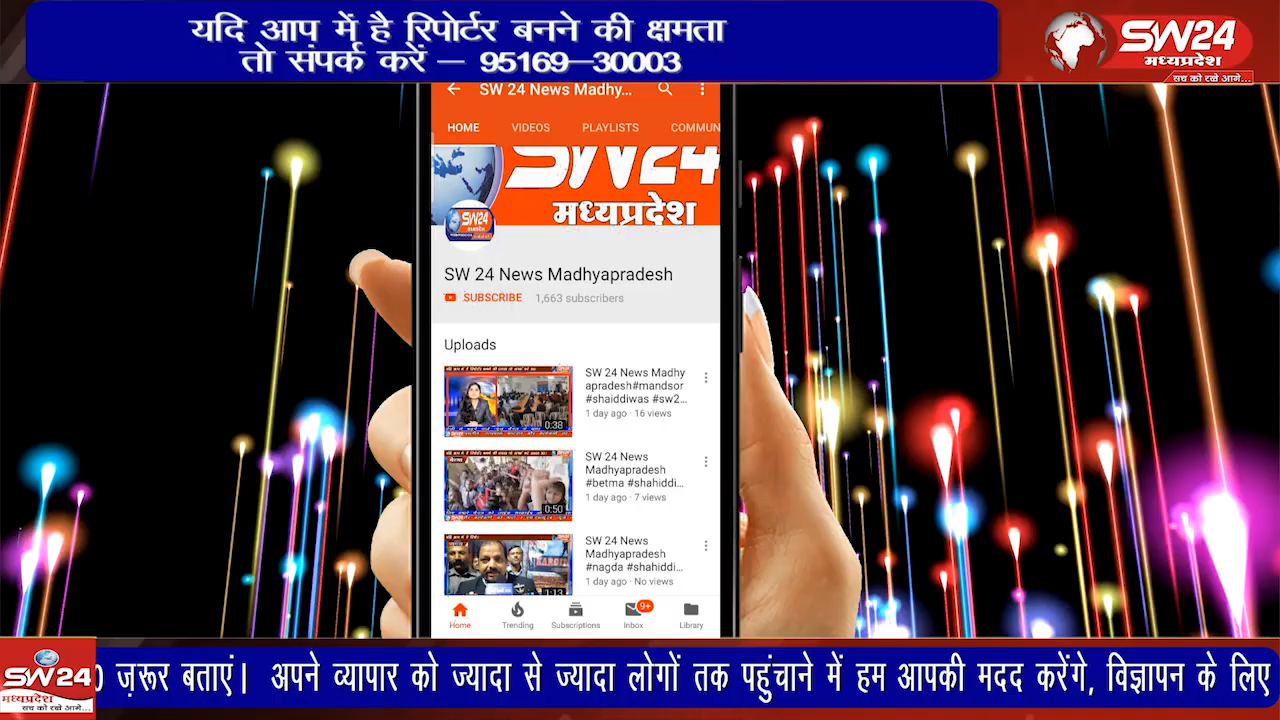 यदि आप में है रिपोर्टर बनने की क्षमता
तो संपर्क करें – 95169–30003
SW24
मध्यप्रदेश
सच को रखे आगे...
SW 24 News Madhy...
HOME VIDEOS PLAYLISTS COMMUN
SW24
मध्यप्रदेश
SW24
SW 24 News Madhyapradesh
SUBSCRIBE 1,663 subscribers
Uploads
SW 24 News Madhy
apradesh#mandsor
#shaiddiwas #sw2...
1 day ago · 16 views
0:38
SW 24 News
Madhyapradesh
#betma #shahiddi...
1 day ago · 7 views
0:50
SW 24 News
Madhyapradesh
#nagda #shahiddi...
1 day ago · No views
1:13
9+
Home Trending Subscriptions Inbox Library
SW24
मध्यप्रदेश
सच को रखे आगे...
0 ज़रूर बताएं। अपने व्यापार को ज्यादा से ज्यादा लोगों तक पहुंचाने में हम आपकी मदद करेंगे, विज्ञापन के लिए